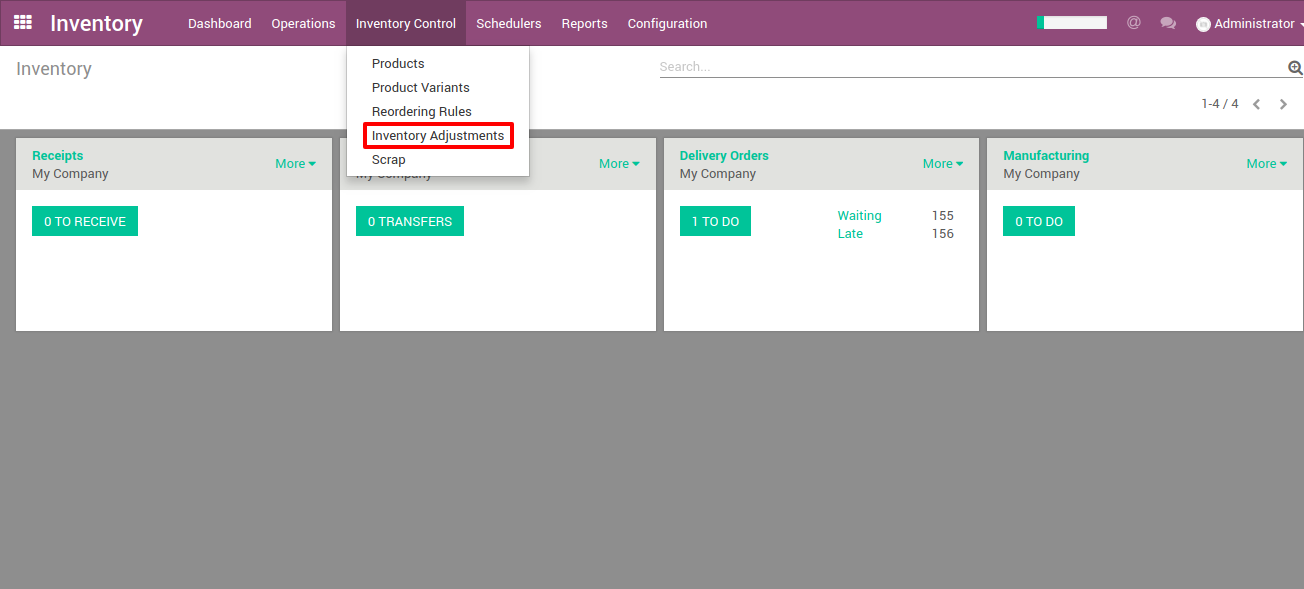 Inventory
Dashboard
Operations
Inventory Control
Schedulers
Reports
Configuration
@
Administrator
Inventory
Search...
1-4 / 4
Products
Product Variants
Reordering Rules
Inventory Adjustments
Scrap
Receipts
My Company
More
0 TO RECEIVE
My Company
More
0 TRANSFERS
Delivery Orders
My Company
More
1 TO DO
Waiting 155
Late 156
Manufacturing
My Company
More
0 TO DO